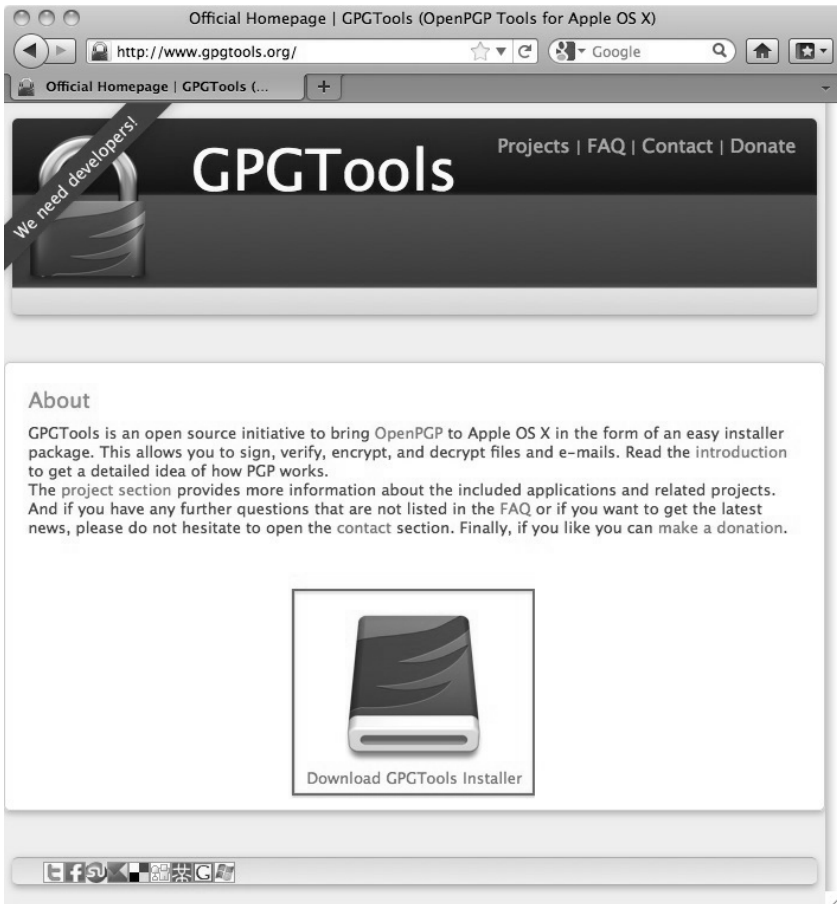 Official Homepage | GPGTools (OpenPGP Tools for Apple OS X)
http://www.gpgtools.org/
Google
Official Homepage | GPGTools (...
We need developers!
GPGTools
Projects | FAQ | Contact | Donate
About
GPGTools is an open source initiative to bring OpenPGP to Apple OS X in the form of an easy installer
package. This allows you to sign, verify, encrypt, and decrypt files and e-mails. Read the introduction
to get a detailed idea of how PGP works.
The project section provides more information about the included applications and related projects.
And if you have any further questions that are not listed in the FAQ or if you want to get the latest
news, please do not hesitate to open the contact section. Finally, if you like you can make a donation.
Download GPGTools Installer